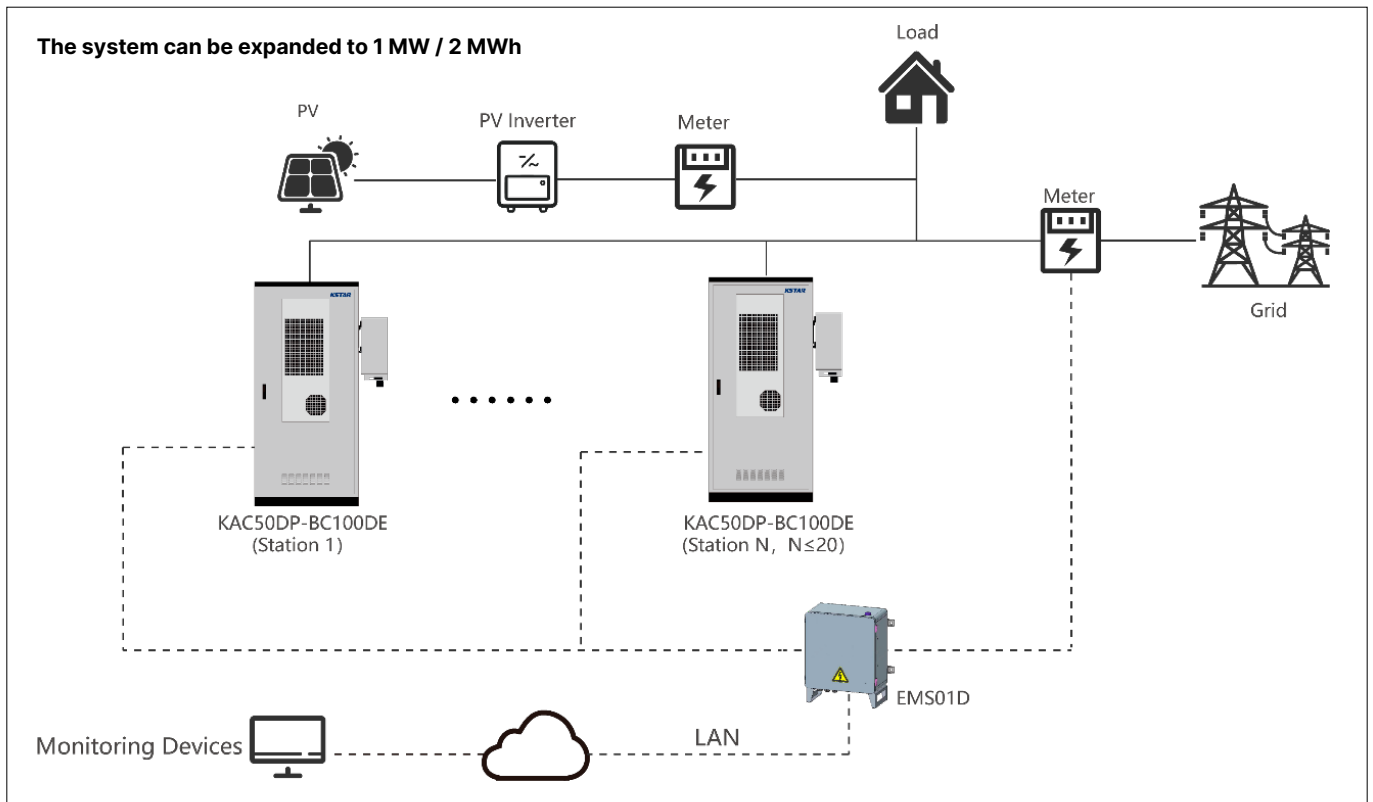 The system can be expanded to 1 MW / 2 MWh
Load
PV
PV Inverter
Meter
Meter
Grid
KSTAR
KSTAR
KAC50DP-BC100DE
(Station 1)
KAC50DP-BC100DE
(Station N, N≤20)
EMS01D
LAN
Monitoring Devices